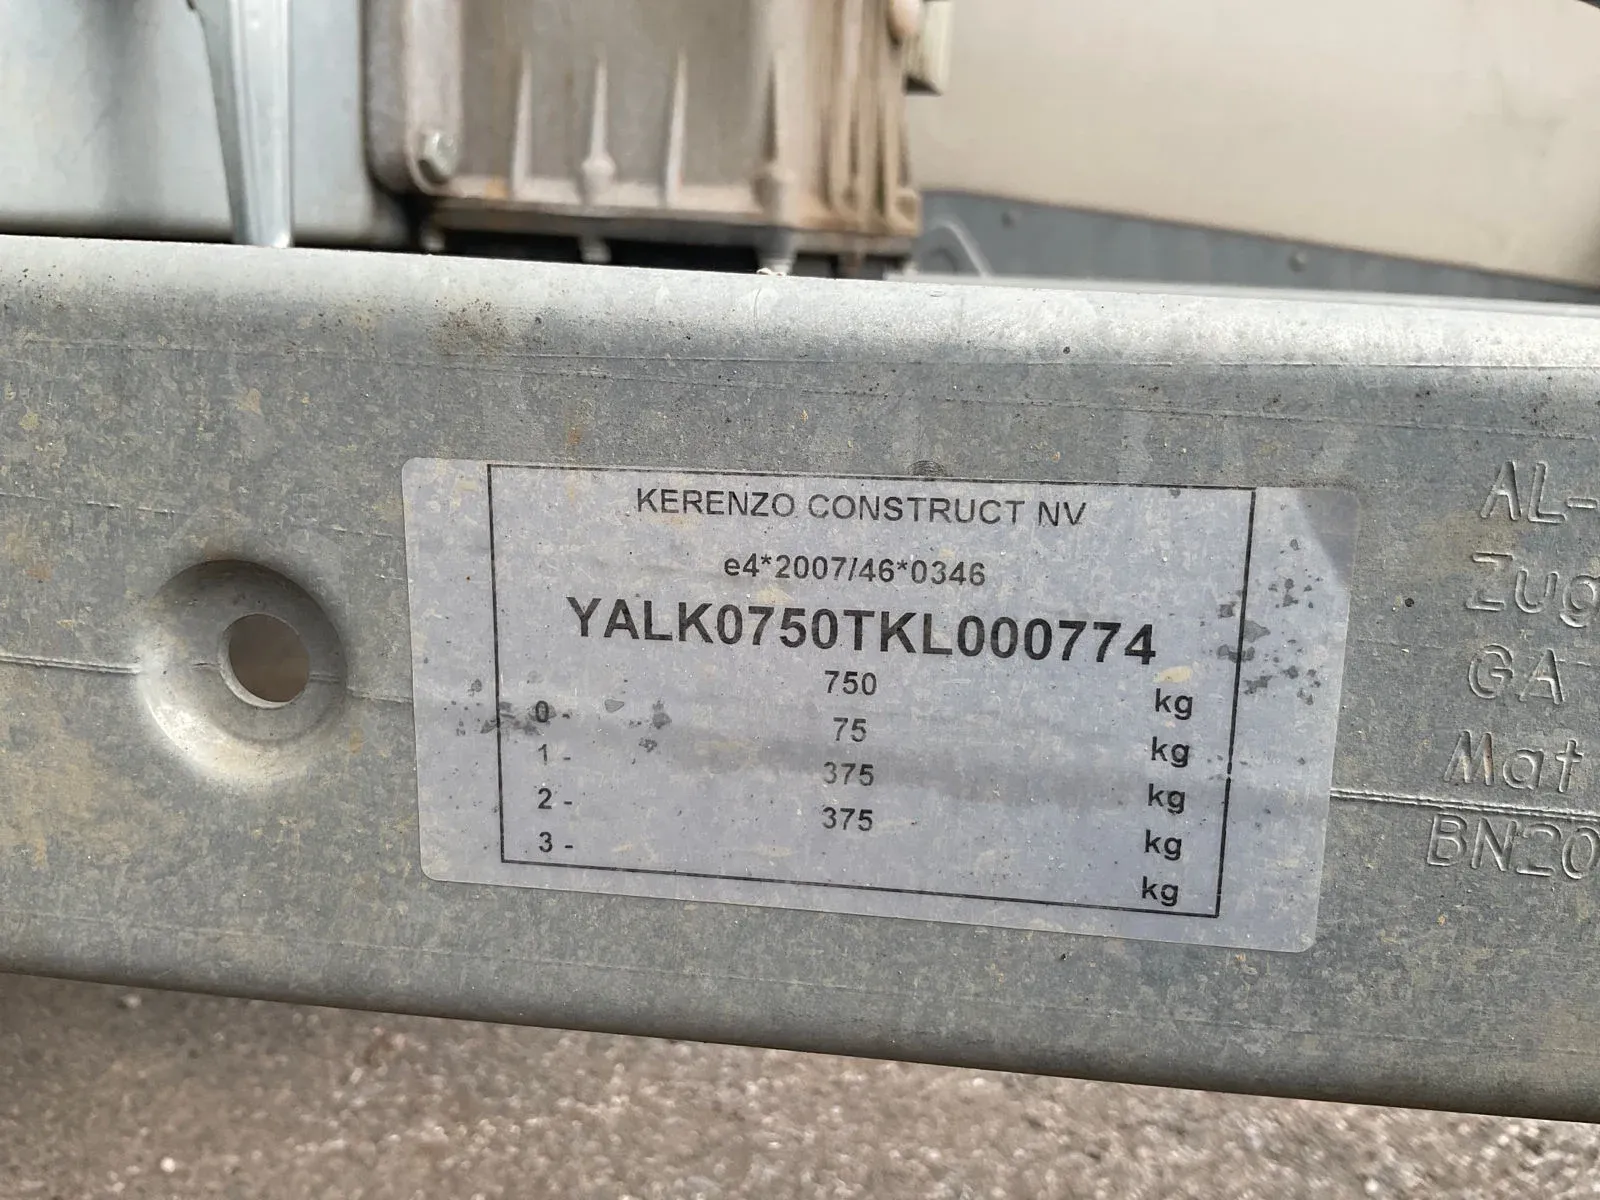 KERENZO CONSTRUCT NV
e4*2007/46*0346
YALK0750TKL000774
750 kg
0 - 75 kg
1 - 375 kg
2 - 375 kg
3 - kg
AL-
Zug
GA
Mat
BN20